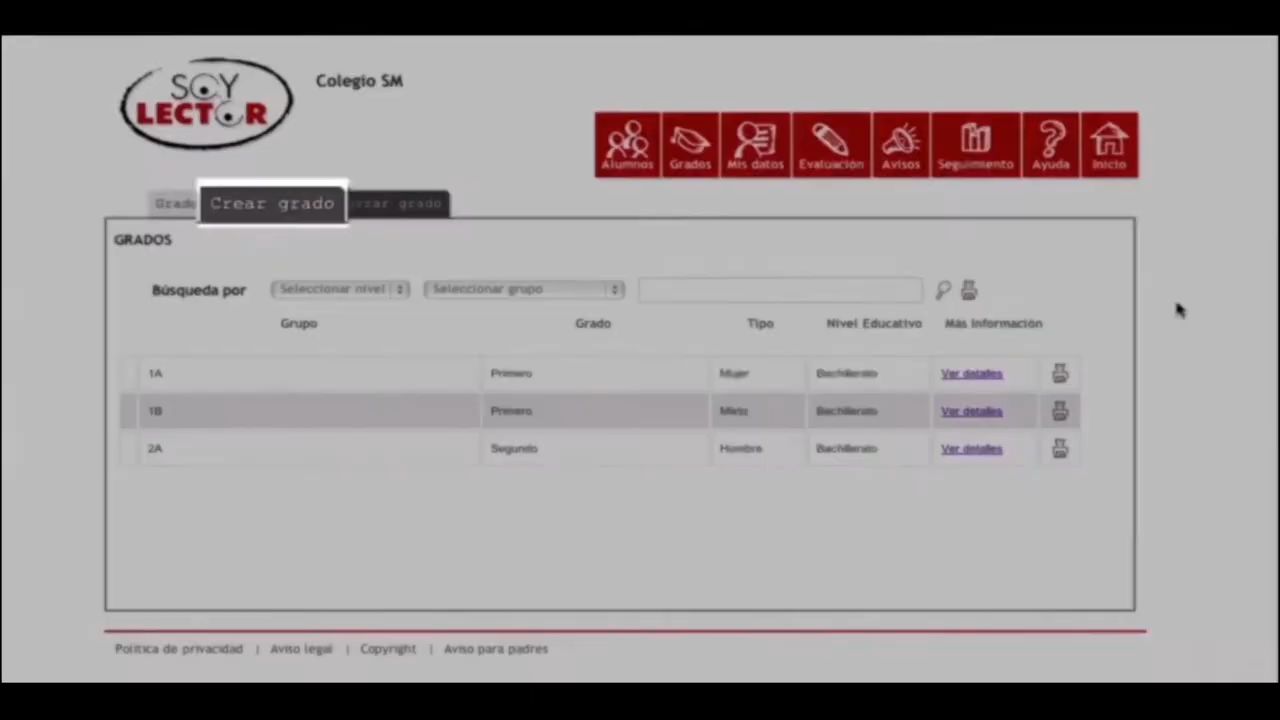 SOY
LECTOR
Colegio SM
Alumnos Grados Mis datos Evaluación Avisos Seguimiento Ayuda Inicio
Crear grado grado
GRADOS
Búsqueda por Seleccionar nivel Seleccionar grupo
Grupo Grado Tipo Nivel Educativo Más Información
1A Primero Mujer Bachillerato Ver detalles
1B Primero Mixto Bachillerato Ver detalles
2A Segundo Hombre Bachillerato Ver detalles
Política de privacidad | Aviso legal | Copyright | Aviso para padres